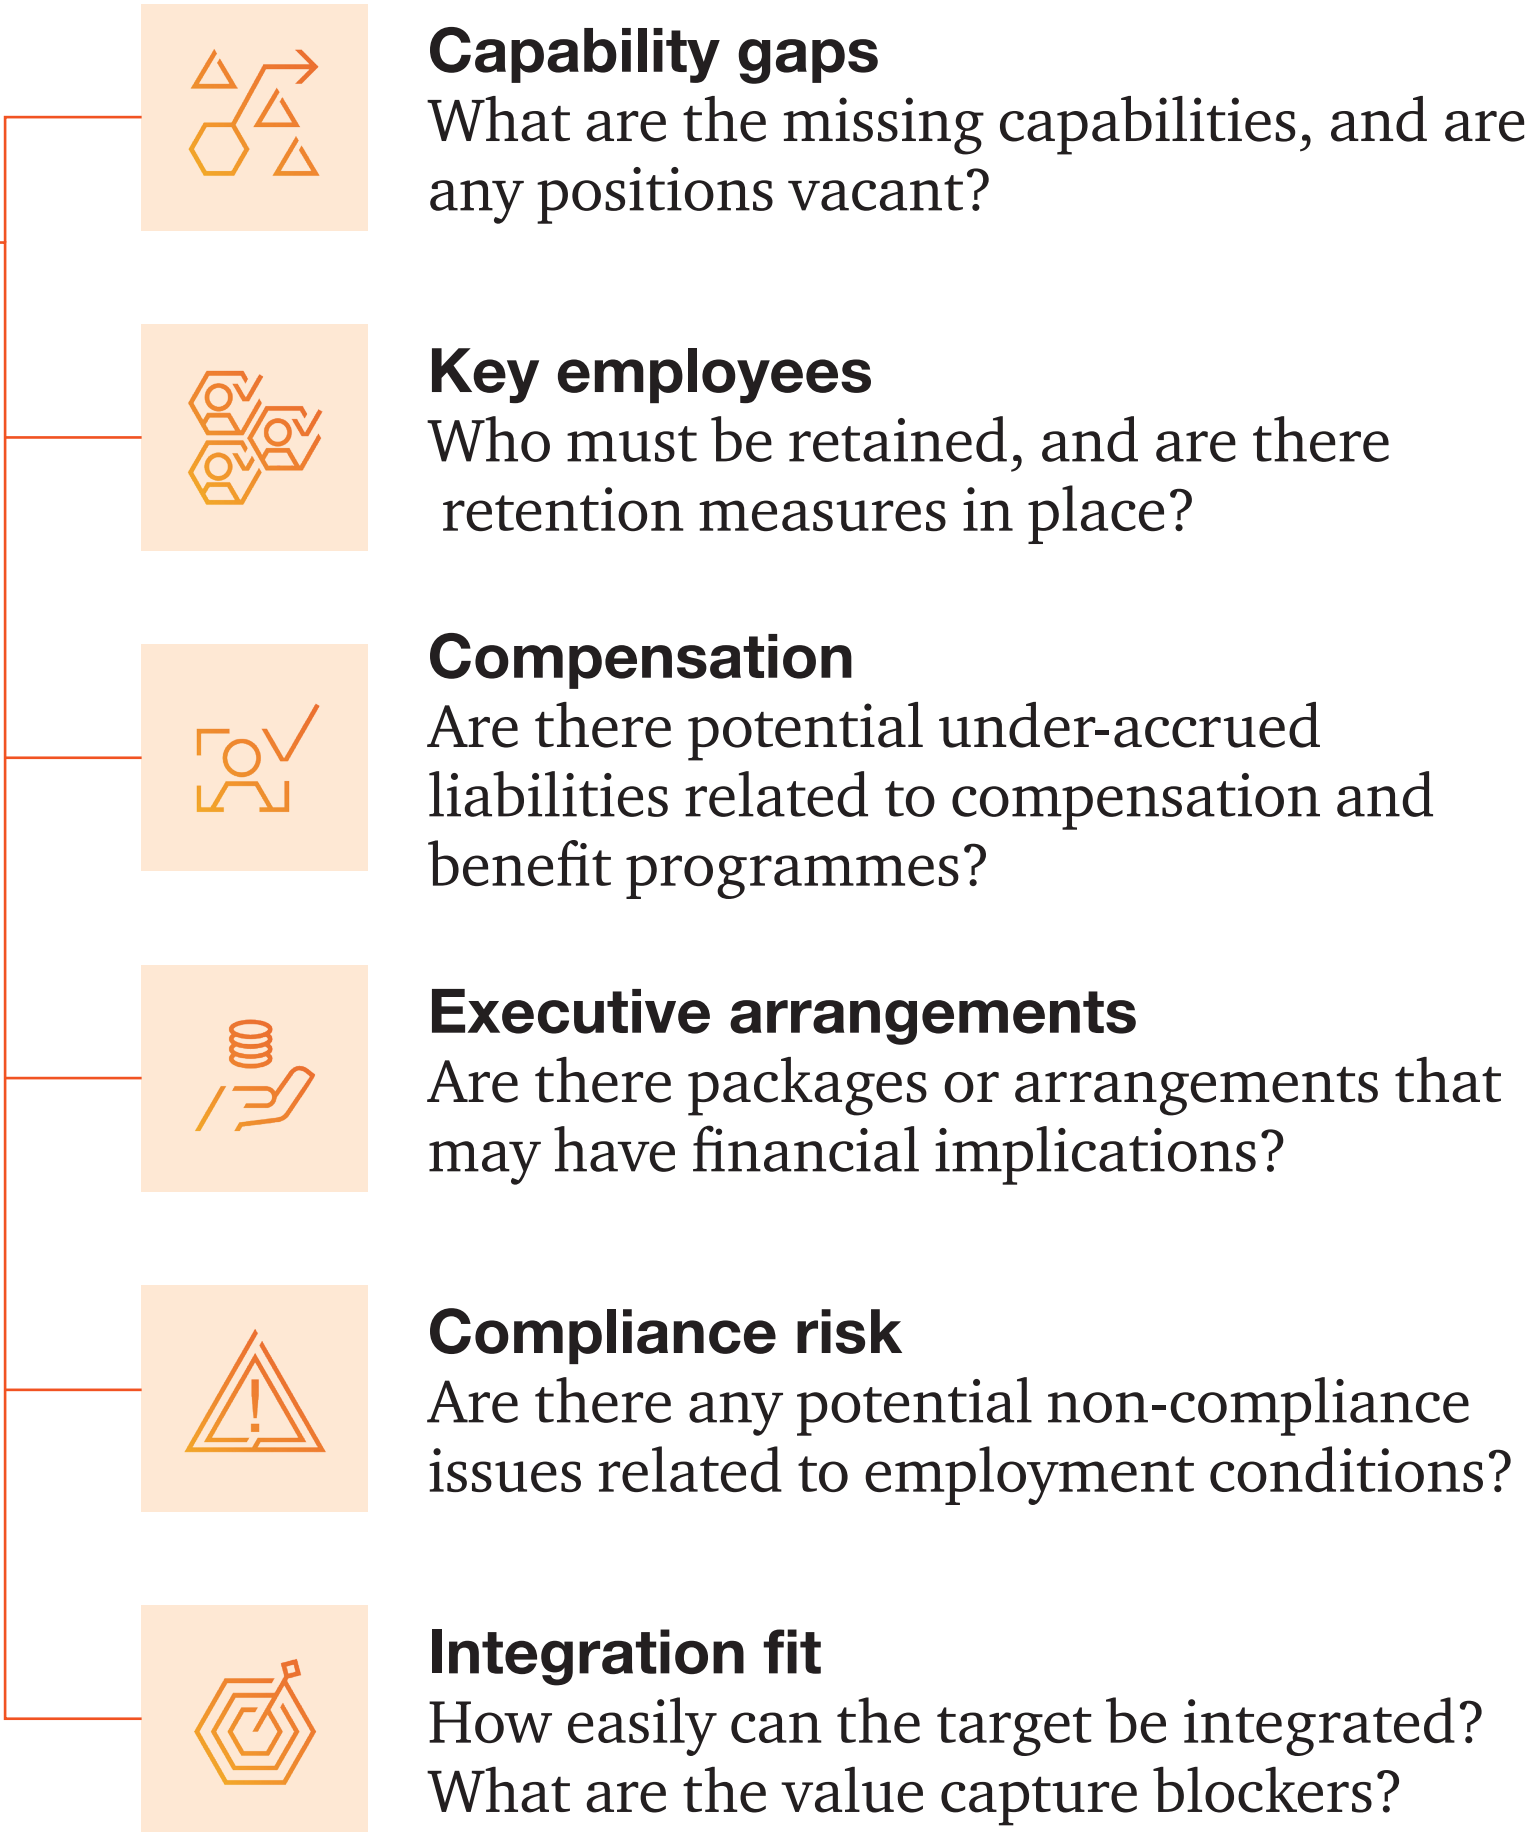 Capability gaps
What are the missing capabilities, and are
any positions vacant?
Key employees
Who must be retained, and are there
retention measures in place?
Compensation
Are there potential under-accrued
liabilities related to compensation and
benefit programmes?
Executive arrangements
Are there packages or arrangements that
may have financial implications?
Compliance risk
Are there any potential non-compliance
issues related to employment conditions?
Integration fit
How easily can the target be integrated?
What are the value capture blockers?